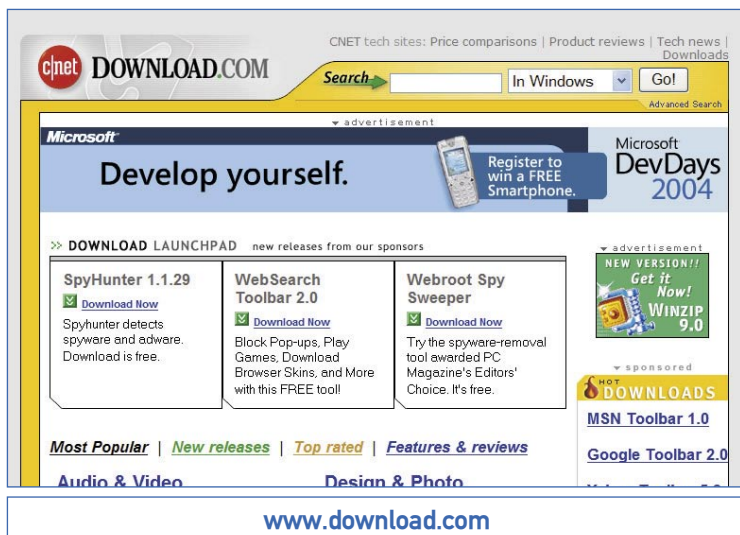 CNET tech sites: Price comparisons | Product reviews | Tech news |
Downloads
c|net DOWNLOAD.COM
Search In Windows Go!
Advanced Search
advertisement
Microsoft
Develop yourself.
Register to
win a FREE
Smartphone.
Microsoft
DevDays
2004
>> DOWNLOAD LAUNCHPAD new releases from our sponsors
SpyHunter 1.1.29
Download Now
Spyhunter detects
spyware and adware.
Download is free.
WebSearch
Toolbar 2.0
Download Now
Block Pop-ups, Play
Games, Download
Browser Skins, and More
with this FREE tool!
Webroot Spy
Sweeper
Download Now
Try the spyware-removal
tool awarded PC
Magazine's Editors'
Choice. It's free.
advertisement
NEW VERSION!!
Get it
Now!
WINZIP
9.0
sponsored
HOT
DOWNLOADS
MSN Toolbar 1.0
Google Toolbar 2.0
Most Popular | New releases | Top rated | Features & reviews
Audio & Video
Design & Photo
www.download.com